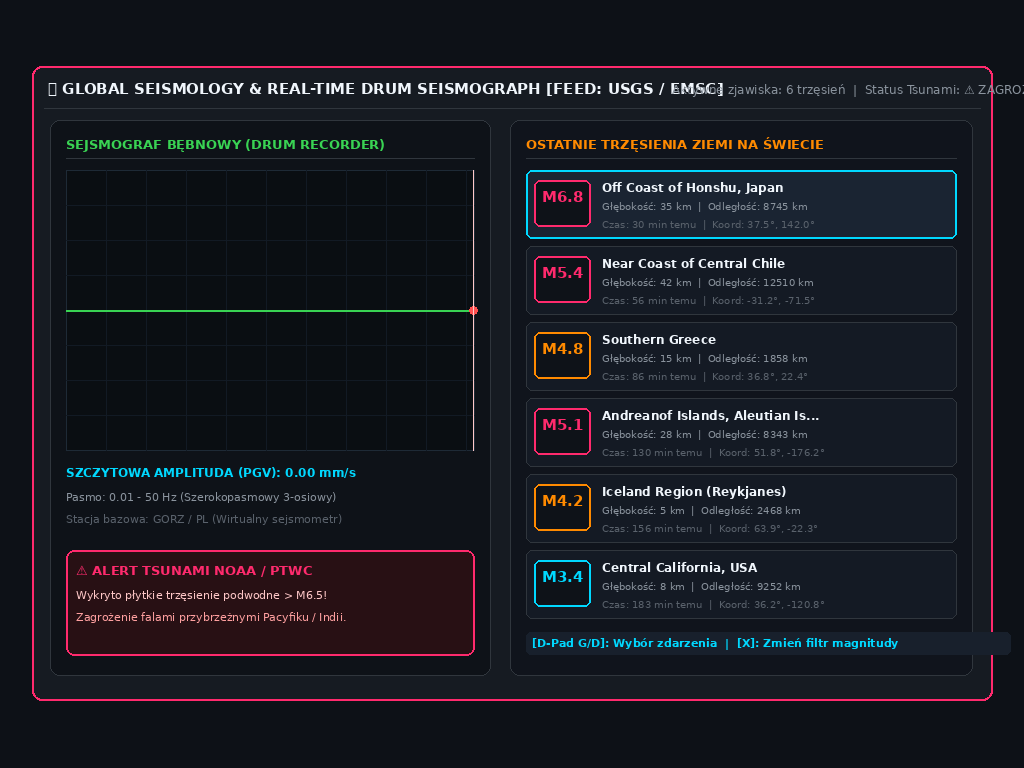 GLOBAL SEISMOLOGY & REAL-TIME DRUM SEISMOGRAPH [FEED: USGS / EMSC]
zjawiska: 6 trzęsień | Status Tsunami: ⚠
SEJSMOGRAF BĘBNOWY (DRUM RECORDER)
SZCZYTOWA AMPLITUDA (PGV): 0.00 mm/s
Pasmo: 0.01 - 50 Hz (Szerokopasmowy 3-osiowy)
Stacja bazowa: GORZ / PL (Wirtualny sejsmometr)
⚠ ALERT TSUNAMI NOAA / PTWC
Wykryto płytkie trzęsienie podwodne > M6.5!
Zagrożenie falami przybrzeżnymi Pacyfiku / Indii.
OSTATNIE TRZĘSIENIA ZIEMI NA ŚWIECIE
M6.8
Off Coast of Honshu, Japan
Głębokość: 35 km | Odległość: 8745 km
Czas: 30 min temu | Koord: 37.5°, 142.0°
M5.4
Near Coast of Central Chile
Głębokość: 42 km | Odległość: 12510 km
Czas: 56 min temu | Koord: -31.2°, -71.5°
M4.8
Southern Greece
Głębokość: 15 km | Odległość: 1858 km
Czas: 86 min temu | Koord: 36.8°, 22.4°
M5.1
Andreanof Islands, Aleutian Is...
Głębokość: 28 km | Odległość: 8343 km
Czas: 130 min temu | Koord: 51.8°, -176.2°
M4.2
Iceland Region (Reykjanes)
Głębokość: 5 km | Odległość: 2468 km
Czas: 156 min temu | Koord: 63.9°, -22.3°
M3.4
Central California, USA
Głębokość: 8 km | Odległość: 9252 km
Czas: 183 min temu | Koord: 36.2°, -120.8°
[D-Pad G/D]: Wybór zdarzenia | [X]: Zmień filtr magnitudy